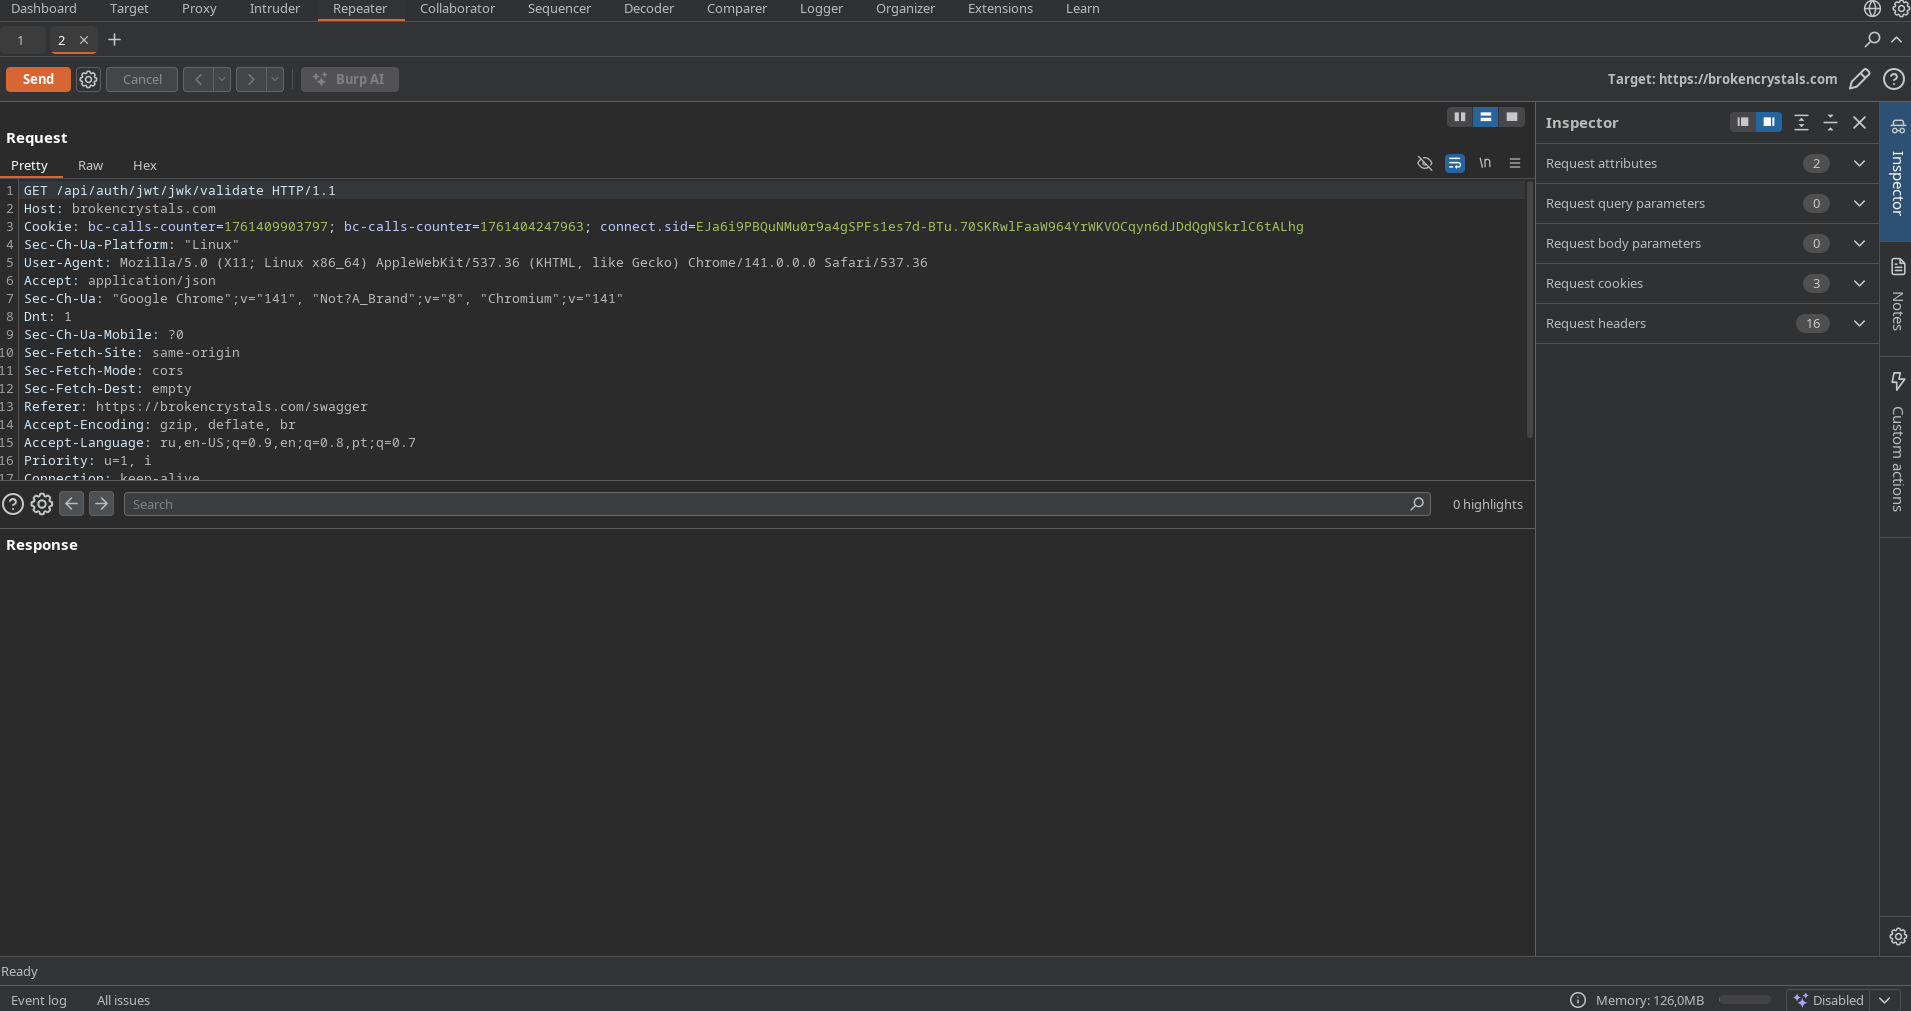 Dashboard Target Proxy Intruder Repeater Collaborator Sequencer Decoder Comparer Logger Organizer Extensions Learn
1 2 × +
Send Cancel Burp AI Target: https://brokencrystals.com
Request
Pretty Raw Hex \n
1 GET /api/auth/jwt/jwk/validate HTTP/1.1
2 Host: brokencrystals.com
3 Cookie: bc-calls-counter=1761409903797; bc-calls-counter=1761404247963; connect.sid=EJa6i9PBQuNMu0r9a4gSPFs1es7d-BTu.70SKRwlFaaW964YrWKVOCqyn6dJDdQgNSkrlC6tALhg
4 Sec-Ch-Ua-Platform: "Linux"
5 User-Agent: Mozilla/5.0 (X11; Linux x86_64) AppleWebKit/537.36 (KHTML, like Gecko) Chrome/141.0.0.0 Safari/537.36
6 Accept: application/json
7 Sec-Ch-Ua: "Google Chrome";v="141", "Not?A_Brand";v="8", "Chromium";v="141"
8 Dnt: 1
9 Sec-Ch-Ua-Mobile: ?0
10 Sec-Fetch-Site: same-origin
11 Sec-Fetch-Mode: cors
12 Sec-Fetch-Dest: empty
13 Referer: https://brokencrystals.com/swagger
14 Accept-Encoding: gzip, deflate, br
15 Accept-Language: ru,en-US;q=0.9,en;q=0.8,pt;q=0.7
16 Priority: u=1, i
17 Connection: keep-alive
Search 0 highlights
Response
Inspector
Request attributes 2
Request query parameters 0
Request body parameters 0
Request cookies 3
Request headers 16
Inspector
Notes
Custom actions
Ready
Event log All issues Memory: 126,0MB Disabled